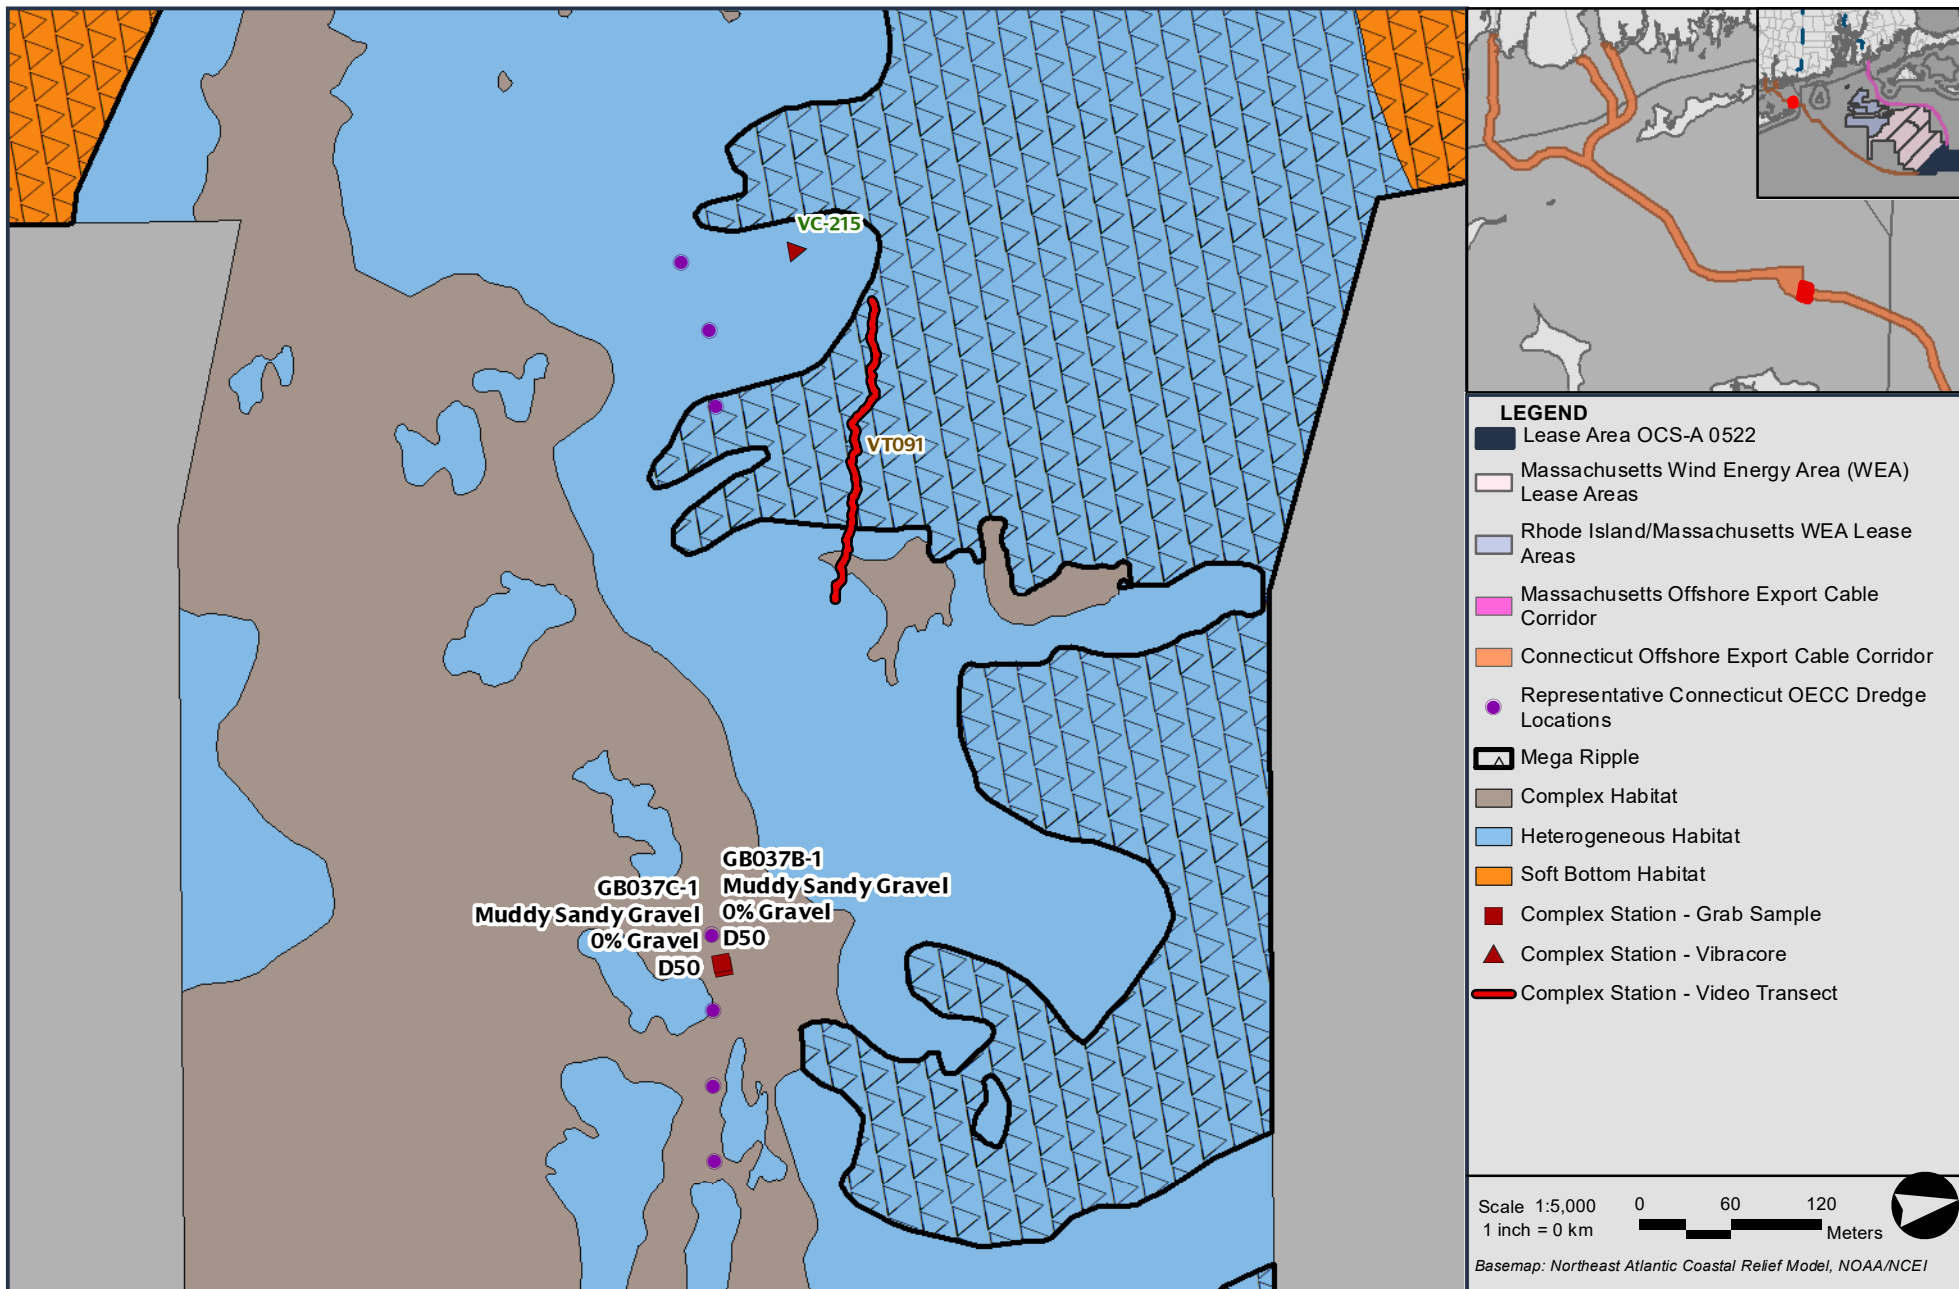 VC-215
VT091
GB037B-1
Muddy Sandy Gravel
0% Gravel
D50
GB037C-1
Muddy Sandy Gravel
0% Gravel
D50
LEGEND
Lease Area OCS-A 0522
Massachusetts Wind Energy Area (WEA)
Lease Areas
Rhode Island/Massachusetts WEA Lease
Areas
Massachusetts Offshore Export Cable
Corridor
Connecticut Offshore Export Cable Corridor
Representative Connecticut OECC Dredge
Locations
Mega Ripple
Complex Habitat
Heterogeneous Habitat
Soft Bottom Habitat
Complex Station - Grab Sample
Complex Station - Vibracore
Complex Station - Video Transect
Scale 1:5,000
1 inch = 0 km
0 60 120
Meters
Basemap: Northeast Atlantic Coastal Relief Model, NOAA/NCEI